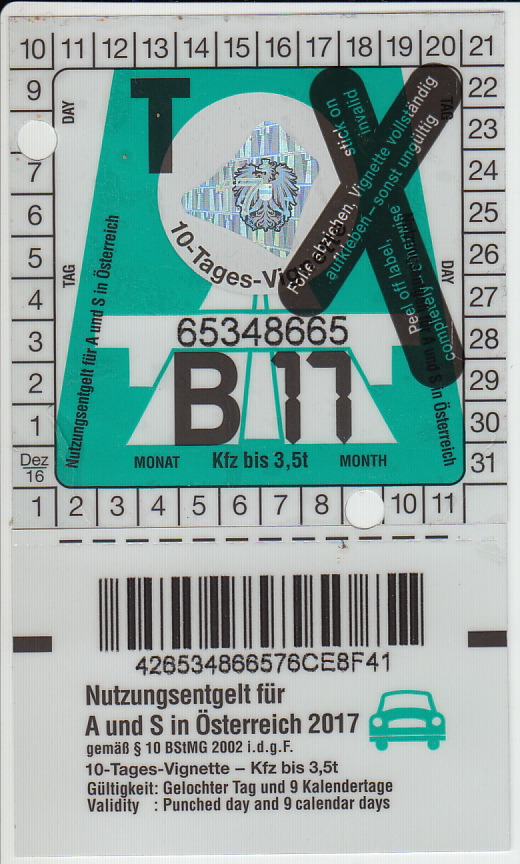 10 11 12 13 14 15 16 17 18 19 20 21
9 22
23
7 24
6 25
5 26
4 27
3 28
2 29
1 30
Dez
16 31
1 2 3 4 5 6 7 8 10 11
DAY
T
TAG
TAG
DAY
Folie abziehen, Vignette vollständig
aufkleben – sonst ungültig
Peel off label, stick on
completely – otherwise invalid
10-Tages-Vignette
Nutzungsentgelt für A und S in Österreich
A und S in Österreich
65348665
B 17
MONAT Kfz bis 3,5t MONTH
426534866576CE8F41
Nutzungsentgelt für
A und S in Österreich 2017
gemäß § 10 BStMG 2002 i.d.g.F.
10-Tages-Vignette – Kfz bis 3,5t
Gültigkeit: Gelochter Tag und 9 Kalendertage
Validity : Punched day and 9 calendar days